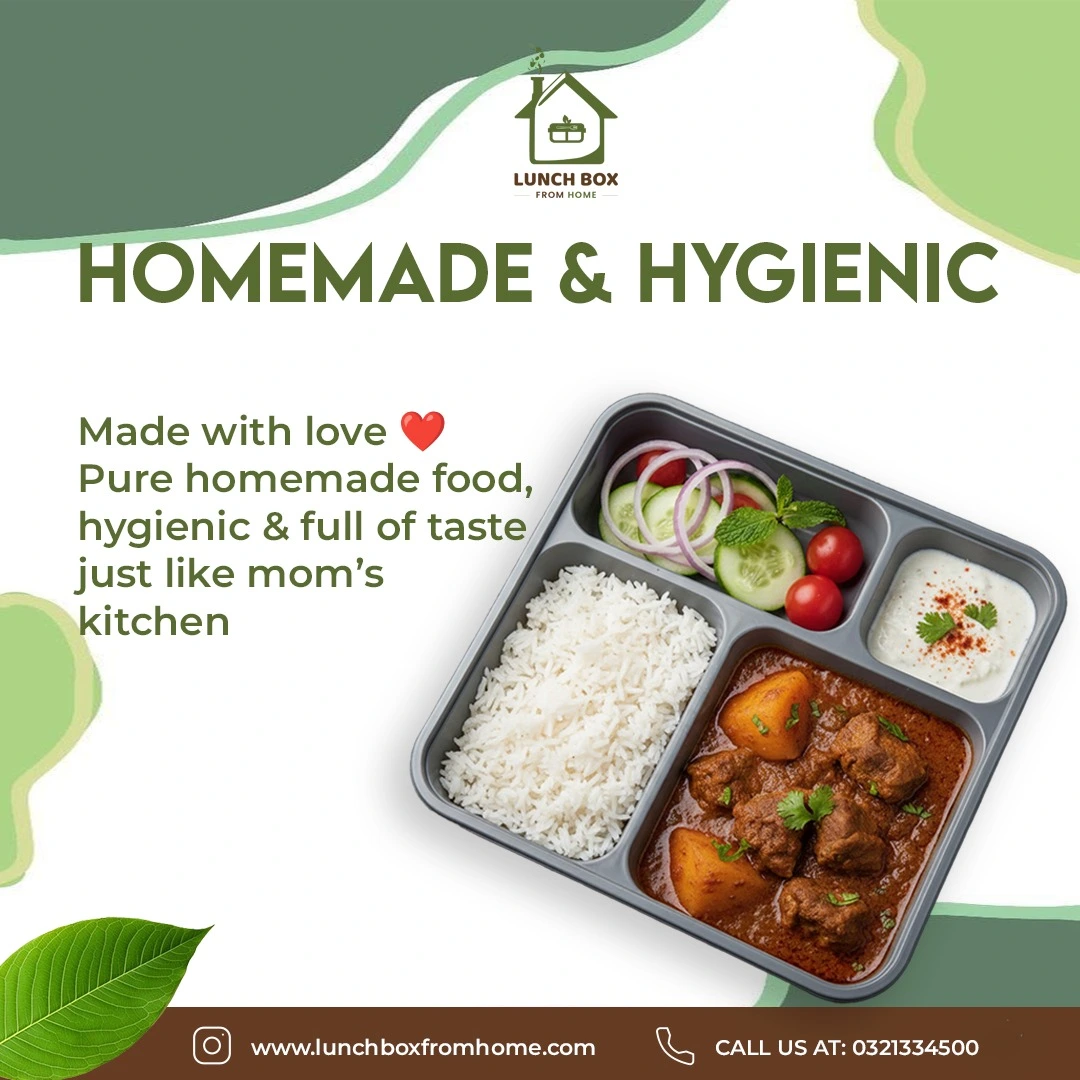 LUNCH BOX
FROM HOME
HOMEMADE & HYGIENIC
Made with love ❤️
Pure homemade food,
hygienic & full of taste
just like mom’s
kitchen
www.lunchboxfromhome.com
CALL US AT: 0321334500